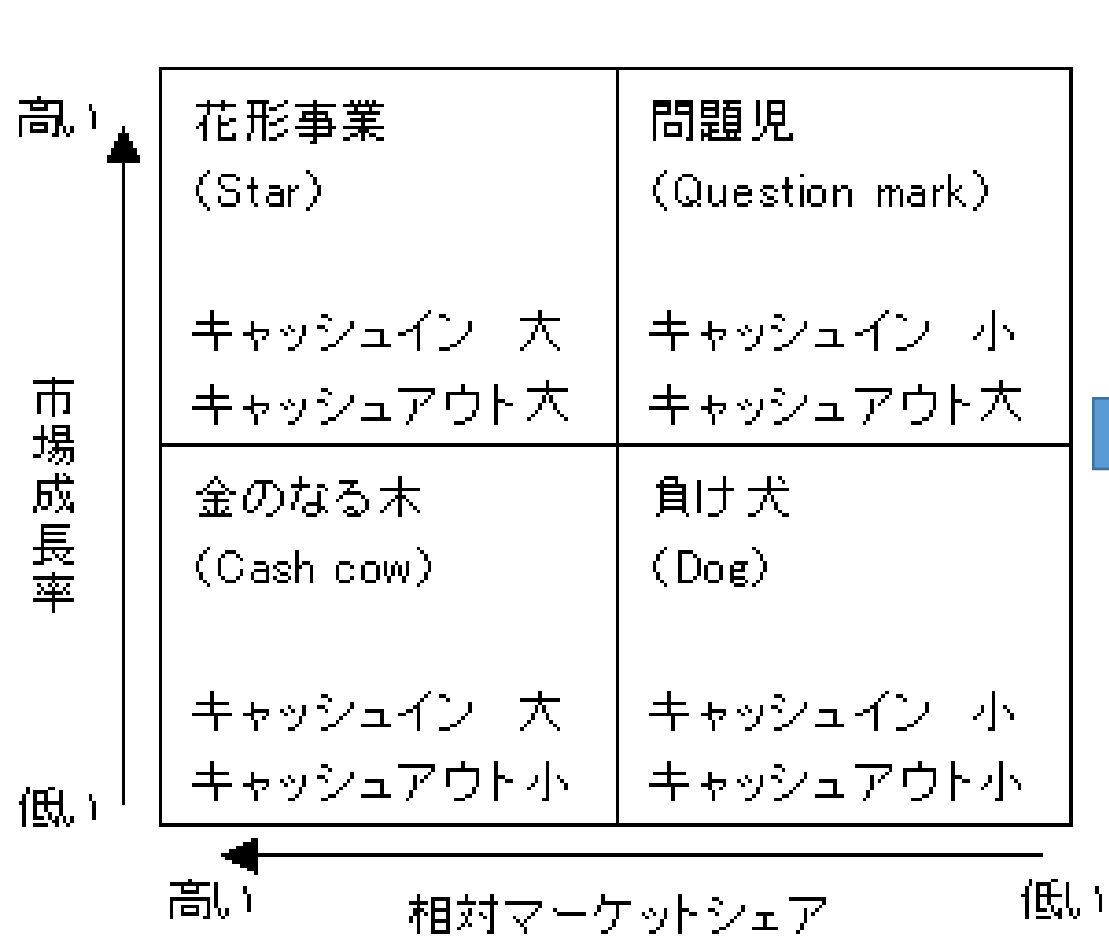 高い
花形事業
(Star)
キャッシュイン 大
キャッシュアウト大
問題児
(Question mark)
キャッシュイン 小
キャッシュアウト大
市場成長率
金のなる木
(Cash cow)
キャッシュイン 大
キャッシュアウト小
負け犬
(Dog)
キャッシュイン 小
キャッシュアウト小
低い
高い
相対マーケットシェア
低い